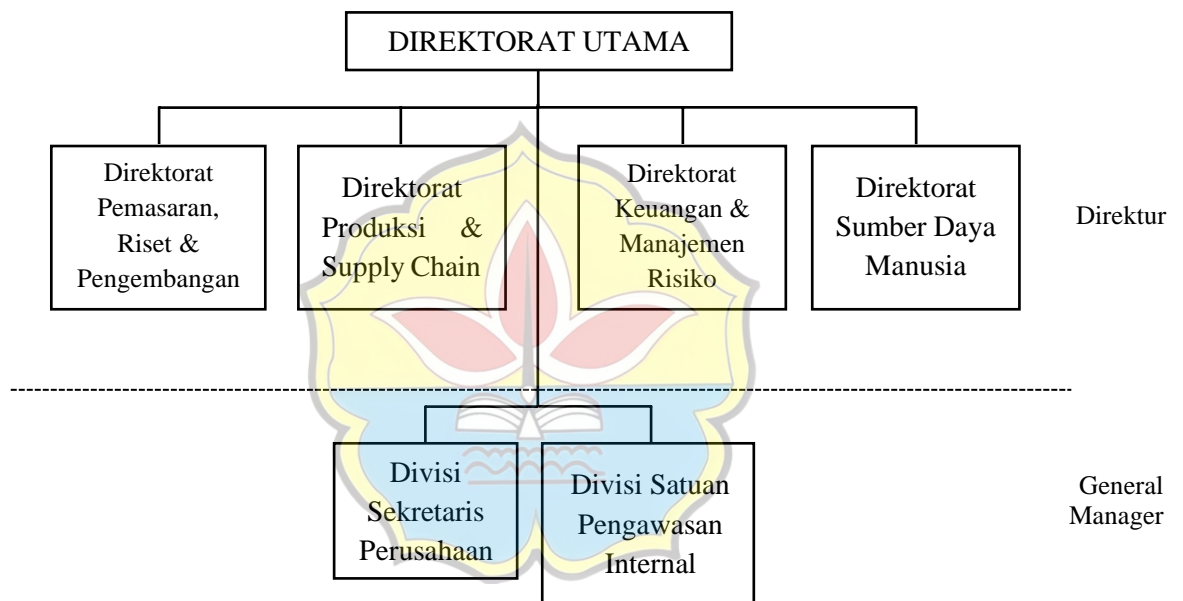 DIREKTORAT UTAMA
Direktorat
Pemasaran,
Riset &
Pengembangan
Direktorat
Produksi &
Supply Chain
Direktorat
Keuangan &
Manajemen
Risiko
Direktorat
Sumber Daya
Manusia
Direktur
Divisi
Sekretaris
Perusahaan
Divisi Satuan
Pengawasan
Internal
General
Manager